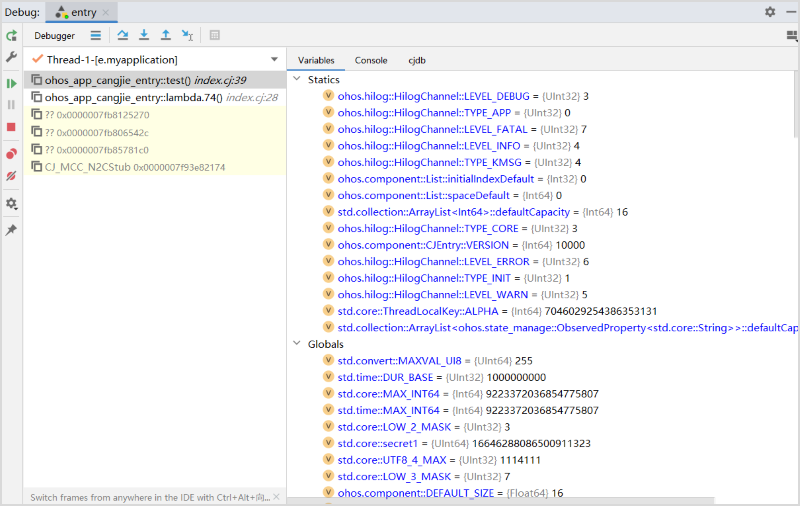 Debug: entry
Debugger
Thread-1-[e.myapplication]
ohos_app_cangjie_entry::test() index.cj:39
ohos_app_cangjie_entry::lambda.74() index.cj:28
?? 0x0000007fb8125270
?? 0x0000007fb806542c
?? 0x0000007fb85781c0
CJ_MCC_N2CStub 0x0000007f93e82174
Switch frames from anywhere in the IDE with Ctrl+Alt+向...
Variables Console cjdb
Statics
ohos.hilog::HilogChannel::LEVEL_DEBUG = {UInt32} 3
ohos.hilog::HilogChannel::TYPE_APP = {UInt32} 0
ohos.hilog::HilogChannel::LEVEL_FATAL = {UInt32} 7
ohos.hilog::HilogChannel::LEVEL_INFO = {UInt32} 4
ohos.hilog::HilogChannel::TYPE_KMSG = {UInt32} 4
ohos.component::List::initialIndexDefault = {UInt32} 0
ohos.component::List::spaceDefault = {Int64} 0
std.collection::ArrayList<Int64>::defaultCapacity = {Int64} 16
ohos.hilog::HilogChannel::TYPE_CORE = {UInt32} 3
ohos.component::CJEntry::VERSION = {Int64} 10000
ohos.hilog::HilogChannel::LEVEL_ERROR = {UInt32} 6
ohos.hilog::HilogChannel::TYPE_INIT = {UInt32} 1
ohos.hilog::HilogChannel::LEVEL_WARN = {UInt32} 5
std.core::ThreadLocalKey::ALPHA = {Int64} 7046029254386353131
std.collection::ArrayList<ohos.state_manage::ObservedProperty<std.core::String>>::defaultCap
Globals
std.convert::MAXVAL_UI8 = {UInt64} 255
std.time::DUR_BASE = {UInt32} 1000000000
std.core::MAX_INT64 = {Int64} 9223372036854775807
std.time::MAX_INT64 = {Int64} 9223372036854775807
std.core::LOW_2_MASK = {UInt32} 3
std.core::secret1 = {UInt64} 16646288086500911323
std.core::UTF8_4_MAX = {UInt32} 1114111
std.core::LOW_3_MASK = {UInt32} 7
ohos.component::DEFAULT_SIZE = {Float64} 16